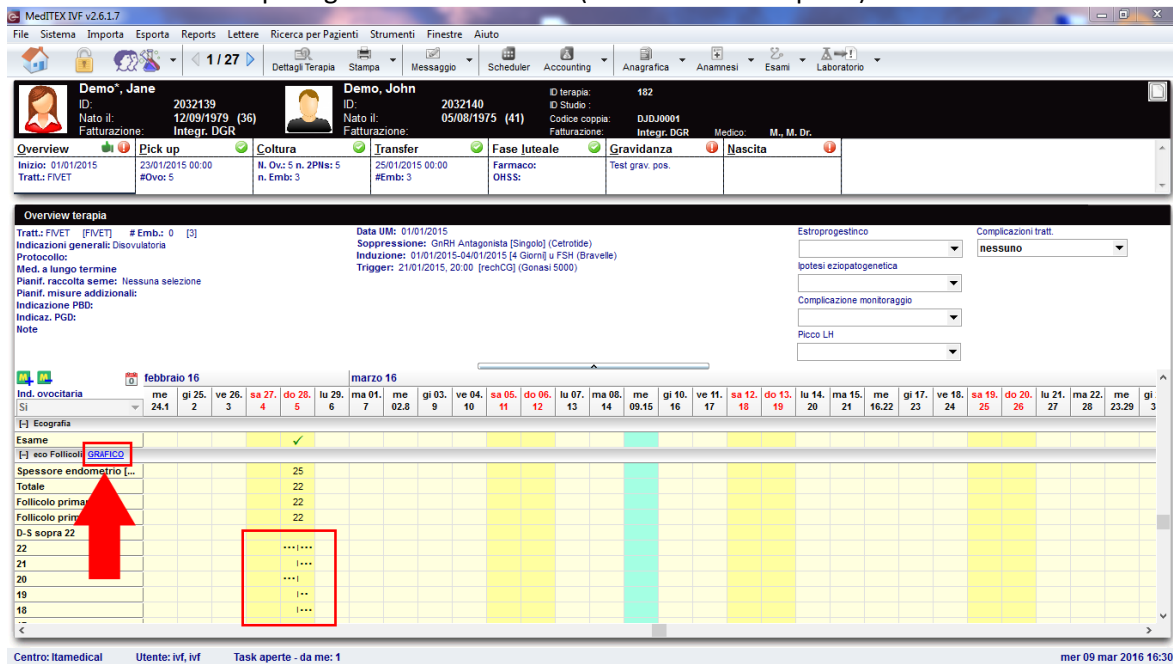 MedITEX IVF v2.6.1.7
File Sistema Importa Esporta Reports Lettere Ricerca per Pazienti Strumenti Finestre Aiuto
1 / 27 Dettagli Terapia Stampa Messaggio Scheduler Accounting Anagrafica Anamnesi Esami Laboratorio
Demo*, Jane Demo, John ID terapia: 182
ID: 2032139 ID: 2032140 ID Studio :
Nato il: 12/09/1979 (36) Nato il: 05/08/1975 (41) Codice coppia: DJDJ0001
Fatturazione: Integr. DGR Fatturazione: Fatturazione: Integr. DGR Medico: M., M. Dr.
Overview Pick up Coltura Transfer Fase luteale Gravidanza Nascita
Inizio: 01/01/2015 23/01/2015 00:00 N. Ov.: 5 n. 2PNs: 5 25/01/2015 00:00 Farmaco: Test grav. pos.
Tratt.: FIVET #Ovo: 5 n. Emb: 3 #Emb: 3 OHSS:
Overview terapia
Tratt.: FIVET [FIVET] # Emb.: 0 [3] Data UM: 01/01/2015 Estroprogestinco Complicazioni tratt.
Indicazioni generali: Disovulatoria Soppressione: GnRH Antagonista [Singolo] (Cetrotide) nessuno
Protocollo: Induzione: 01/01/2015-04/01/2015 [4 Giorni] u FSH (Bravelle)
Med. a lungo termine Trigger: 21/01/2015, 20:00 [rechCG] (Gonasi 5000) Ipotesi eziopatogenetica
Pianif. raccolta seme: Nessuna selezione
Pianif. misure addizionali:
Indicazione PBD: Complicazione monitoraggio
Indicaz. PGD:
Note Picco LH
febbraio 16 marzo 16
Ind. ovocitaria me gi 25. ve 26. sa 27. do 28. lu 29. ma 01. me gi 03. ve 04. sa 05. do 06. lu 07. ma 08. me gi 10. ve 11. sa 12. do 13. lu 14. ma 15. me gi 17. ve 18. sa 19. do 20. lu 21. ma 22. me gi
Si 24.1 2 3 4 5 6 7 02.8 9 10 11 12 13 14 09.15 16 17 18 19 20 21 16.22 23 24 25 26 27 28 23.29 3
[-] Ecografia
Esame ✓
[-] eco Follicoli GRAFICO
Spessore endometrio [... 25
Totale 22
Follicolo prima 22
Follicolo prim 22
D-S sopra 22
22 •••I•••
21 I•••
20 •••I
19 I••
18 I•••
Centro: Itamedical Utente: ivf, ivf Task aperte - da me: 1 mer 09 mar 2016 16:30